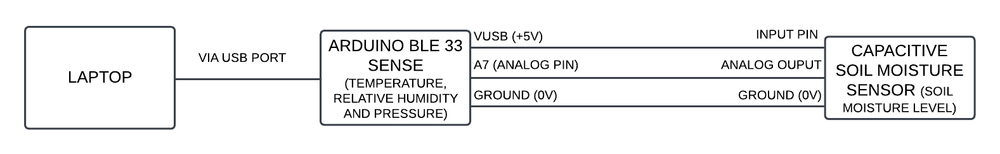 LAPTOP
VIA USB PORT
ARDUINO BLE 33
SENSE
(TEMPERATURE,
RELATIVE HUMIDITY
AND PRESSURE)
VUSB (+5V)
A7 (ANALOG PIN)
GROUND (0V)
INPUT PIN
ANALOG OUPUT
GROUND (0V)
CAPACITIVE
SOIL MOISTURE
SENSOR (SOIL
MOISTURE LEVEL)